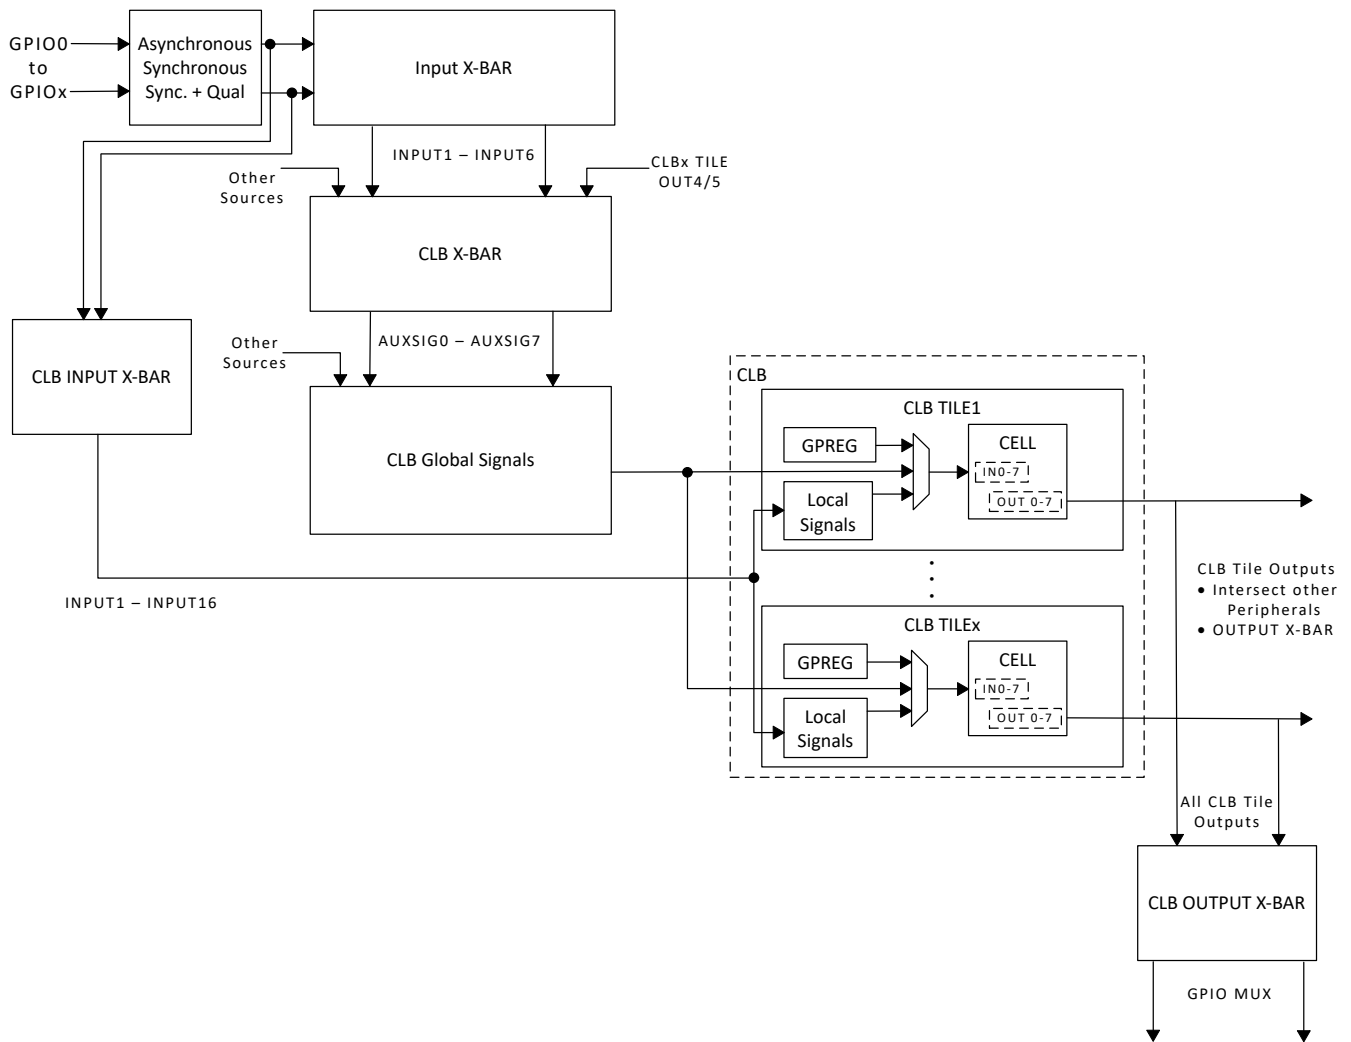 GPIO0
to
GPIOx
Asynchronous
Synchronous
Sync. + Qual
Input X-BAR
INPUT1 – INPUT6
Other
Sources
CLBx TILE
OUT4/5
CLB X-BAR
AUXSIG0 – AUXSIG7
Other
Sources
CLB INPUT X-BAR
CLB Global Signals
INPUT1 – INPUT16
CLB
CLB TILE1
GPREG
Local
Signals
CELL
IN0-7
OUT 0-7
CLB TILEx
GPREG
Local
Signals
CELL
IN0-7
OUT 0-7
CLB Tile Outputs
• Intersect other
Peripherals
• OUTPUT X-BAR
All CLB Tile
Outputs
CLB OUTPUT X-BAR
GPIO MUX